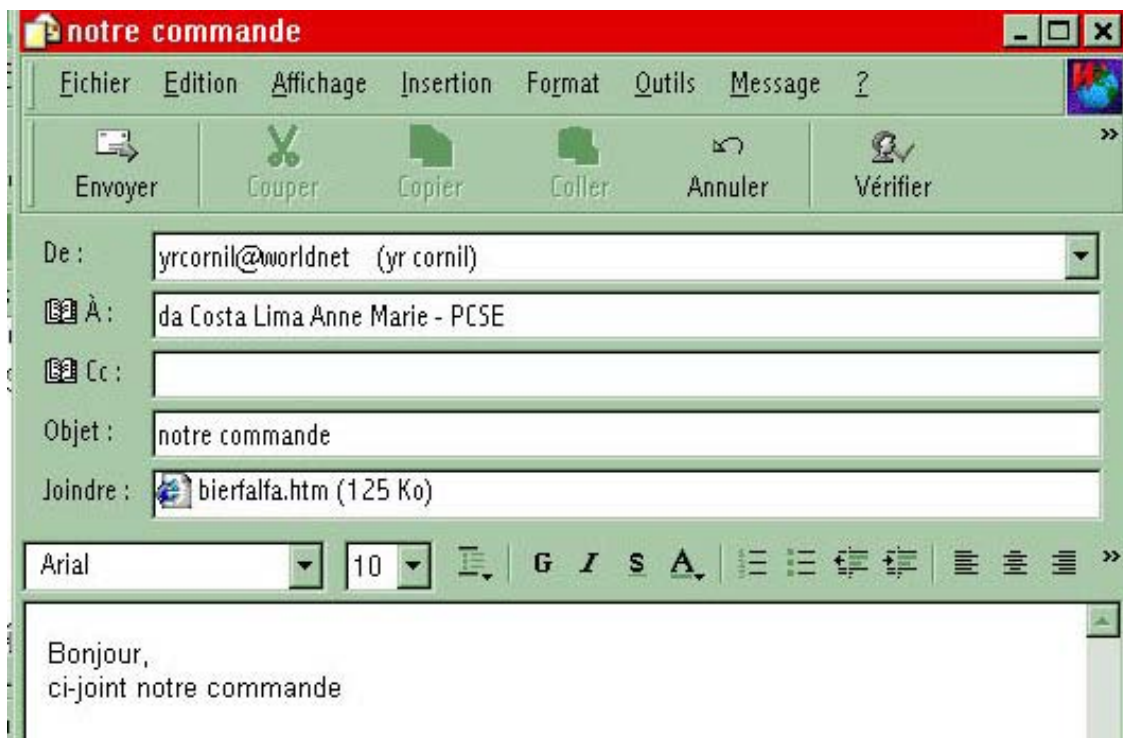 notre commande
Fichier Edition Affichage Insertion Format Outils Message ?
Envoyer Couper Copier Coller Annuler Vérifier
De : yrcornil@worldnet (yr cornil)
À : da Costa Lima Anne Marie - PCSE
Cc :
Objet : notre commande
Joindre : bierfalfa.htm (125 Ko)
Arial 10 G I S A
Bonjour,
ci-joint notre commande